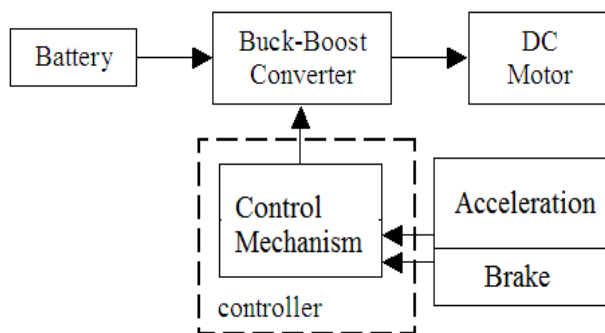 Battery
Buck-Boost
Converter
DC
Motor
Control
Mechanism
controller
Acceleration
Brake